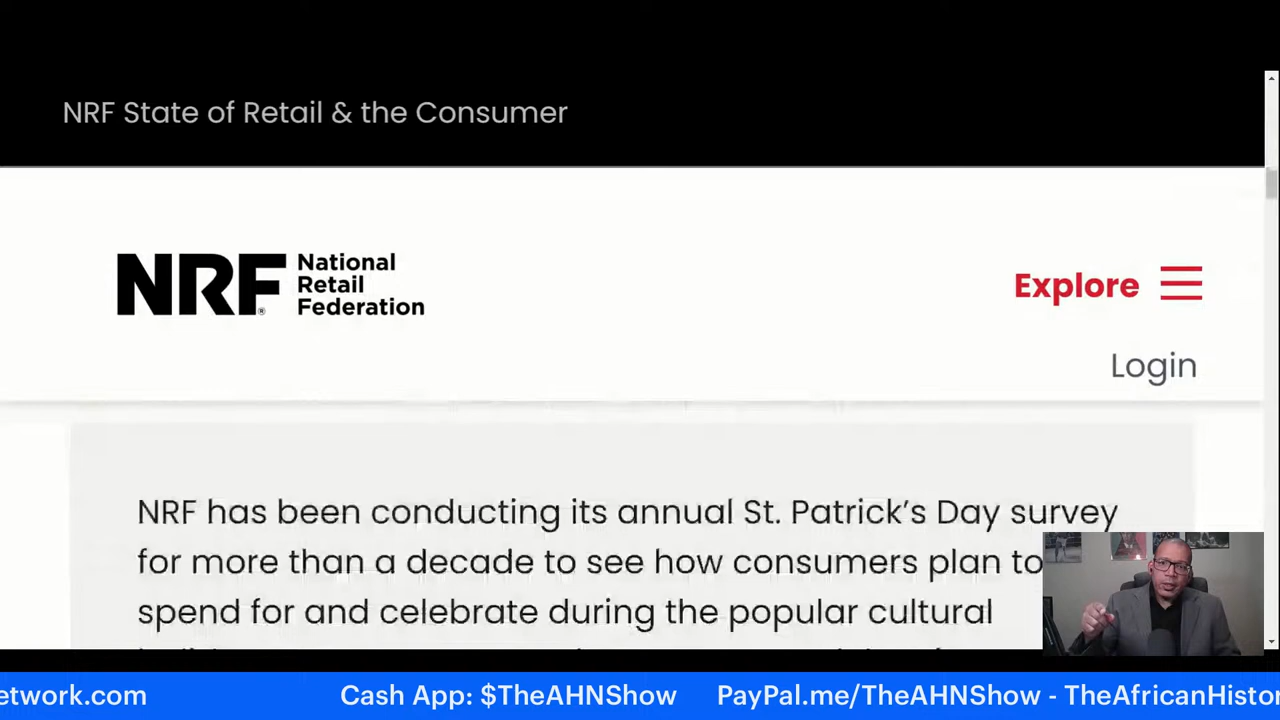 NRF State of Retail & the Consumer
NRF® National
Retail
Federation
Explore
Login
NRF has been conducting its annual St. Patrick’s Day survey
for more than a decade to see how consumers plan to
spend for and celebrate during the popular cultural
etwork.com Cash App: $TheAHNShow PayPal.me/TheAHNShow - TheAfricanHisto